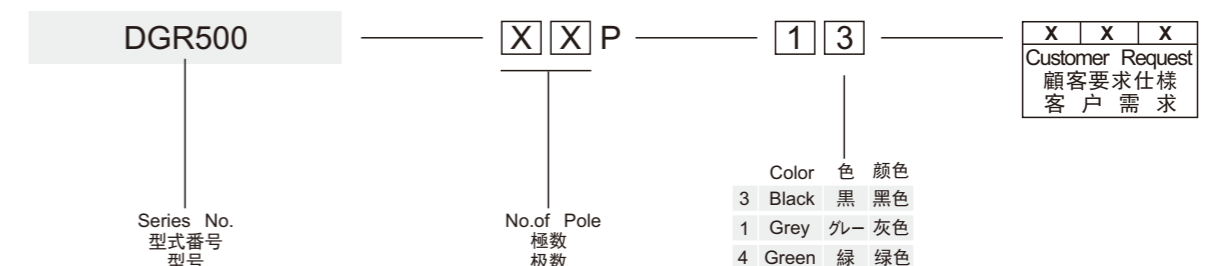 DGR500 X X P 1 3
X X X
Customer Request
顧客要求仕様
客户需求
Series No.
型式番号
型号
No.of Pole
極数
极数
Color 色 颜色
3 Black 黒 黑色
1 Grey グレー 灰色
4 Green 緑 绿色